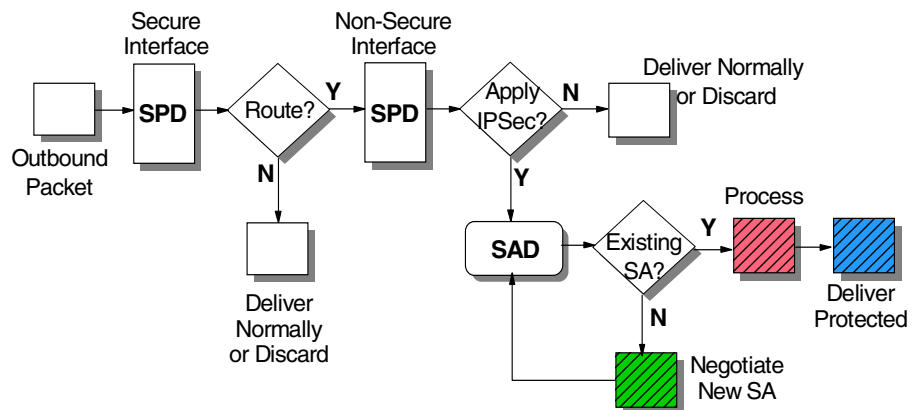 Secure
Interface
Non-Secure
Interface
Outbound
Packet
SPD
Route?
Y
N
SPD
Apply
IPSec?
N
Y
Deliver Normally
or Discard
Deliver
Normally
or Discard
SAD
Existing
SA?
Y
N
Process
Deliver
Protected
Negotiate
New SA